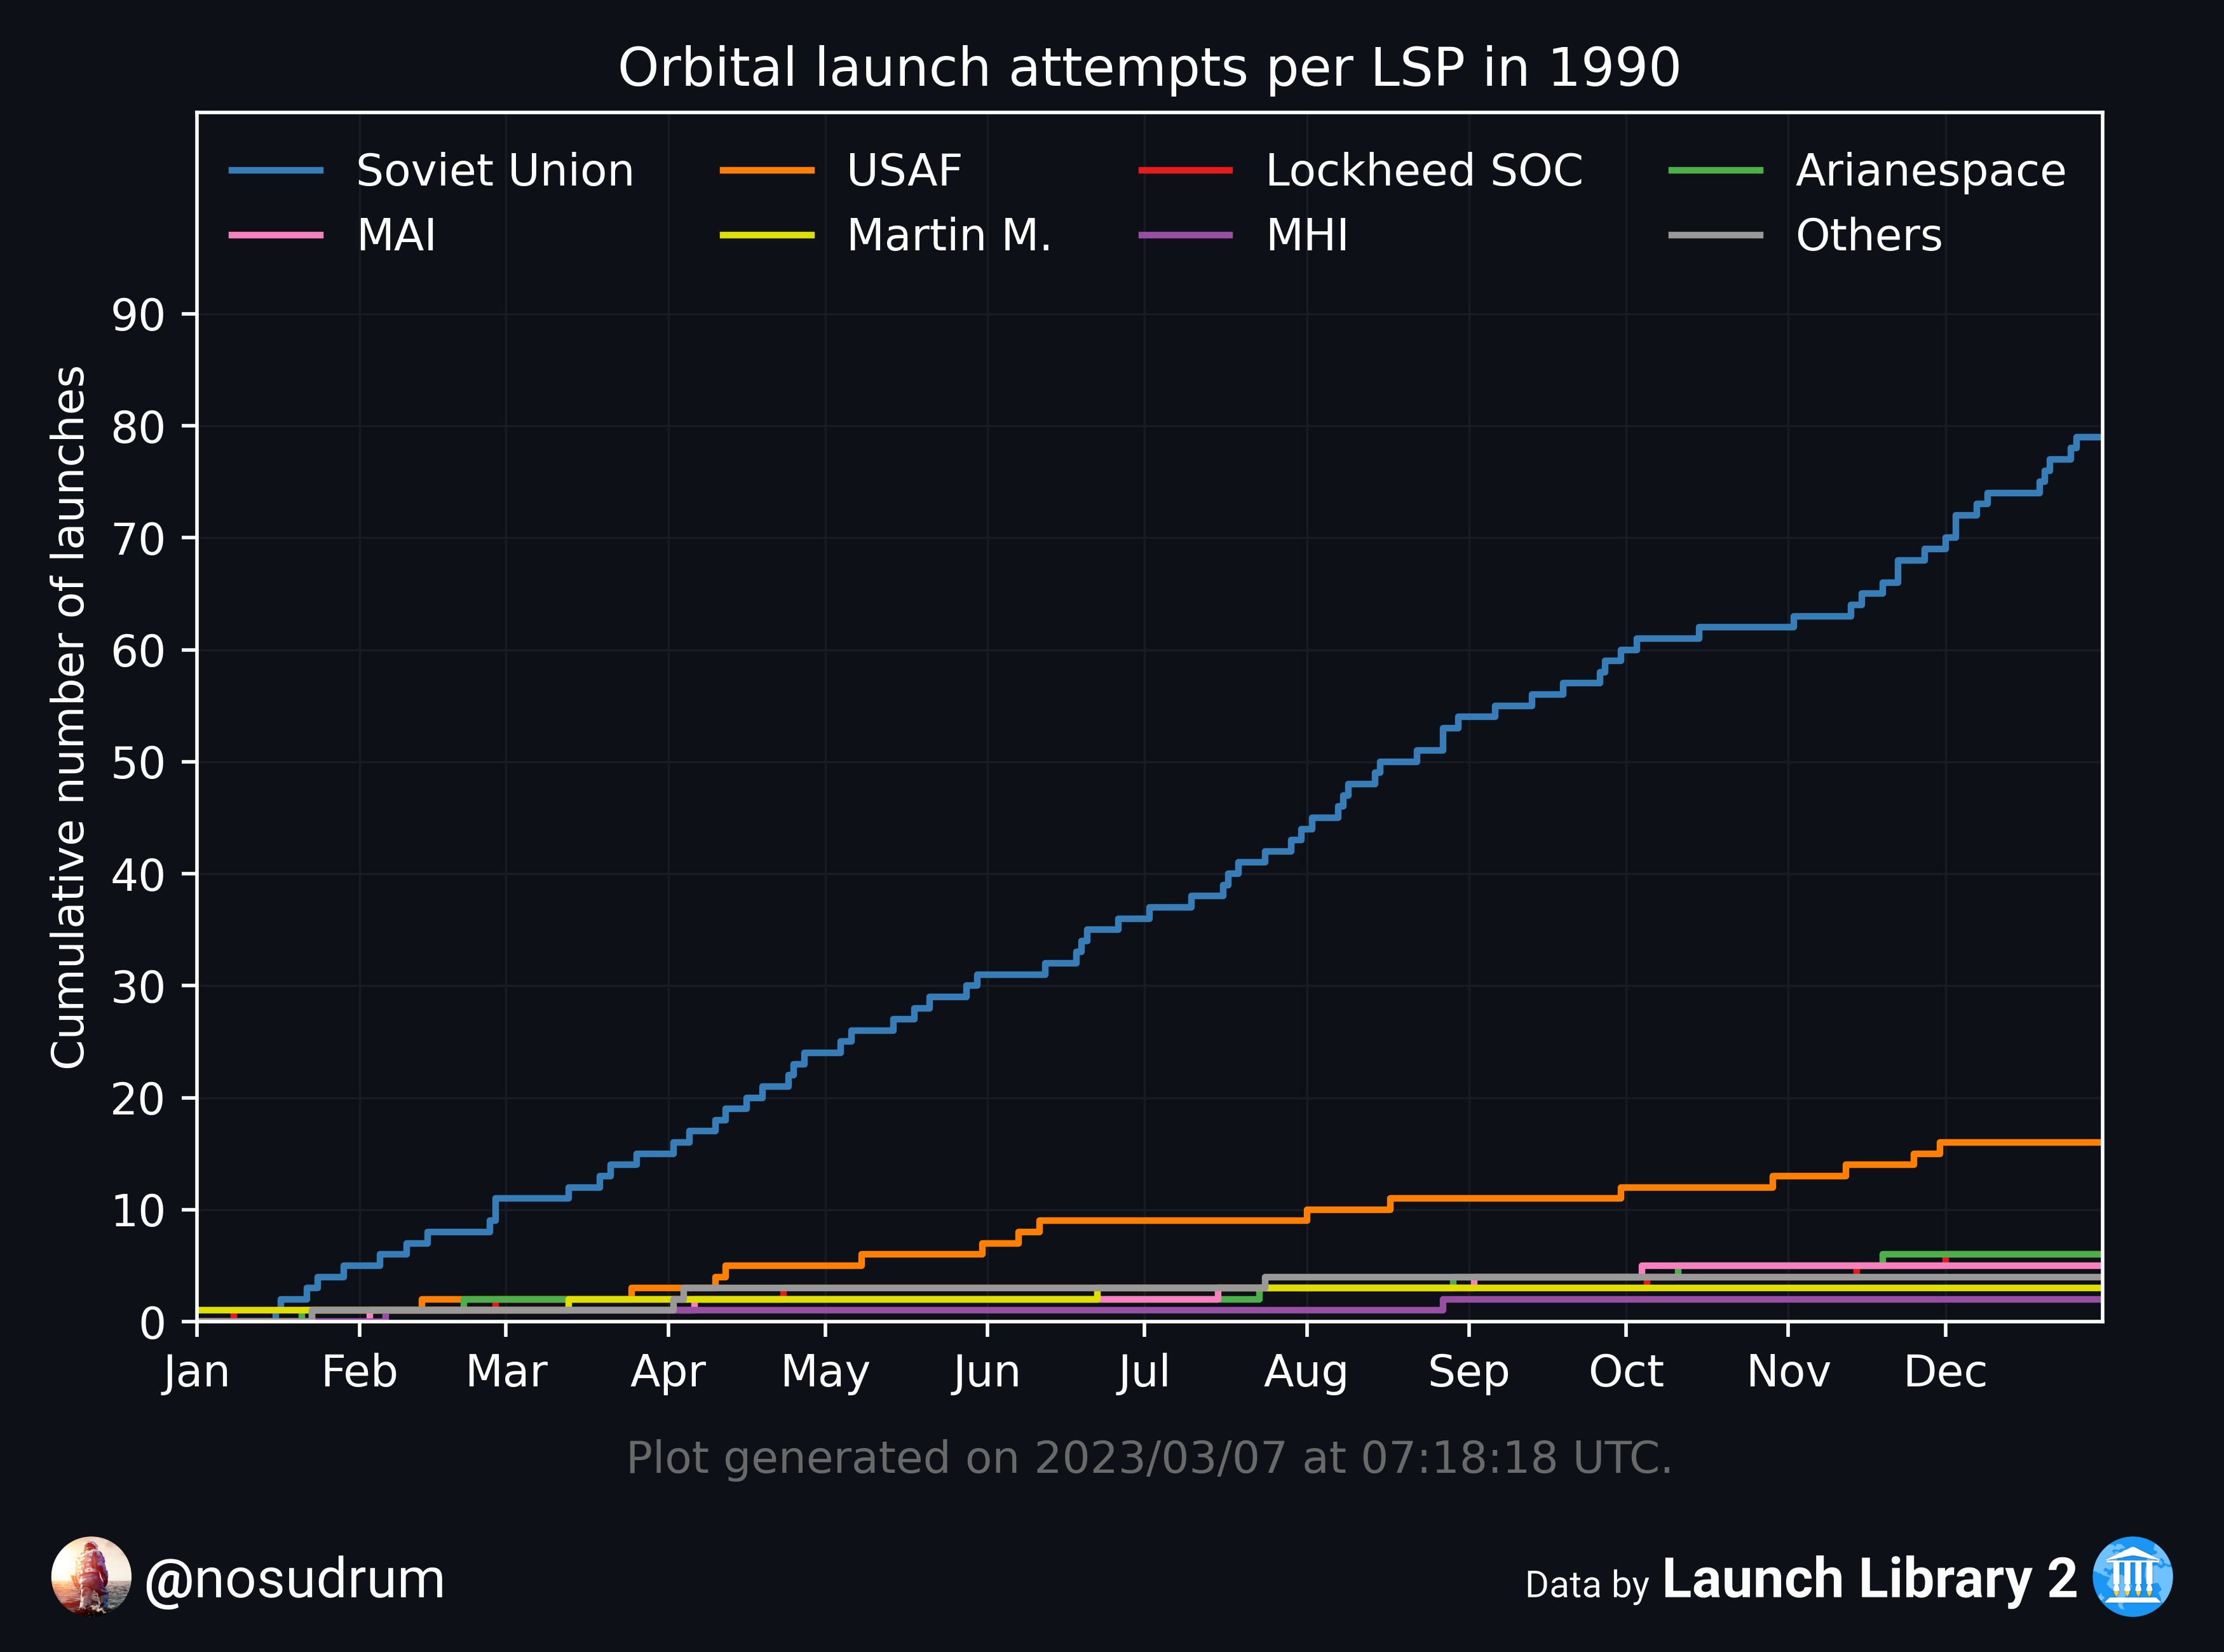 Orbital launch attempts per LSP in 1990
Soviet Union
USAF
Lockheed SOC
Arianespace
MAI
Martin M.
MHI
Others
Cumulative number of launches
90
80
70
60
50
40
30
20
10
0
Jan Feb Mar Apr May Jun Jul Aug Sep Oct Nov Dec
Plot generated on 2023/03/07 at 07:18:18 UTC.
@nosudrum
Data by Launch Library 2